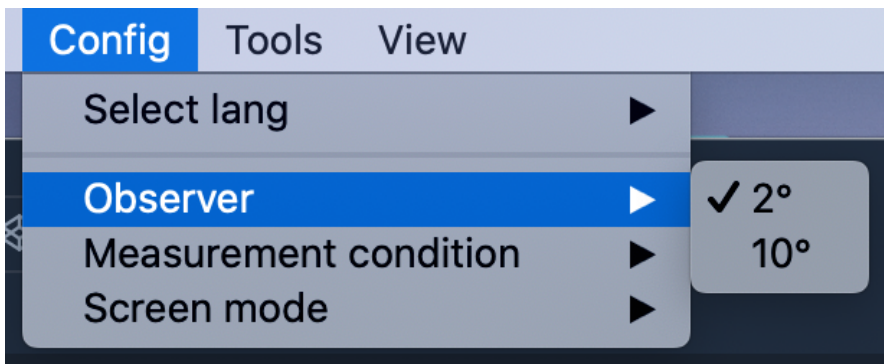 Config Tools View
Select lang
Observer
2°
Measurement condition
10°
Screen mode